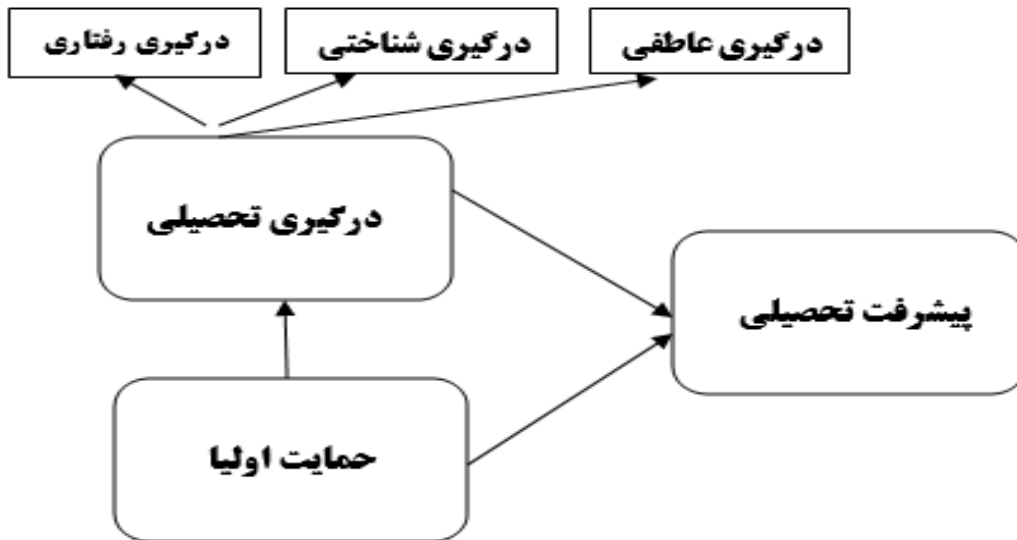 درگیری عاطفی
درگیری شناختی
درگیری رفتاری
درگیری تحصیلی
پیشرفت تحصیلی
حمایت اولیا